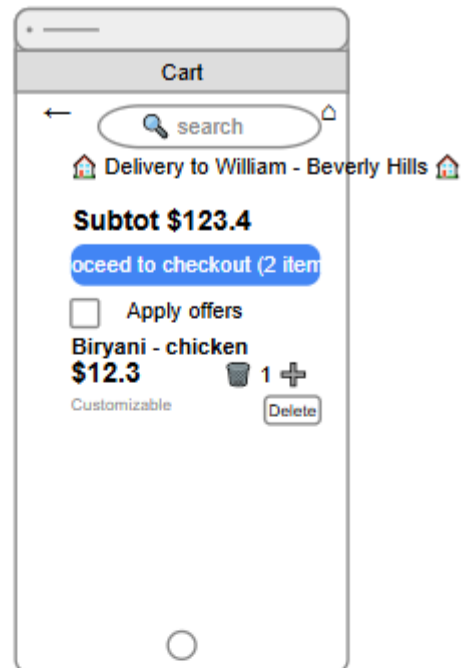 Cart
search
Delivery to William - Beverly Hills
Subtot $123.4
oceed to checkout (2 item
Apply offers
Biryani - chicken
$12.3 1
Customizable
Delete